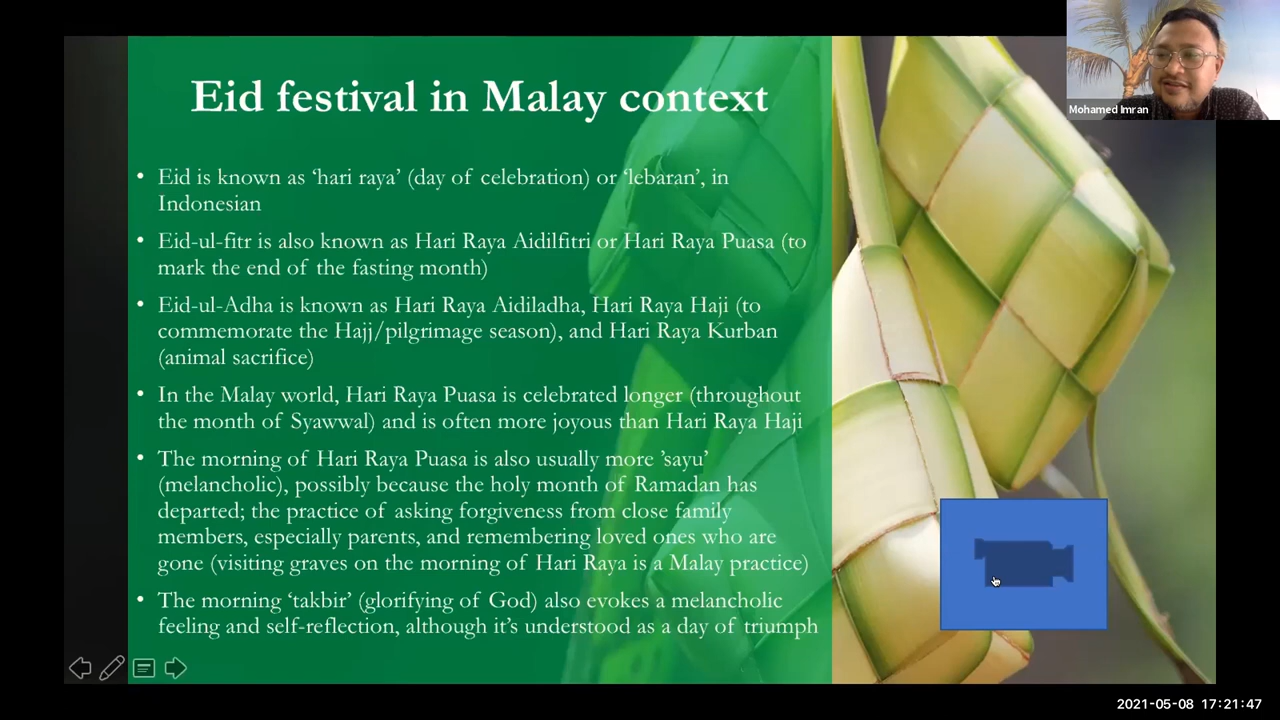 Mohamed Imran
Eid festival in Malay context
• Eid is known as ‘hari raya’ (day of celebration) or ‘lebaran’, in
Indonesian
• Eid-ul-fitr is also known as Hari Raya Aidilfitri or Hari Raya Puasa (to
mark the end of the fasting month)
• Eid-ul-Adha is known as Hari Raya Aidiladha, Hari Raya Haji (to
commemorate the Hajj/pilgrimage season), and Hari Raya Kurban
(animal sacrifice)
• In the Malay world, Hari Raya Puasa is celebrated longer (throughout
the month of Syawwal) and is often more joyous than Hari Raya Haji
• The morning of Hari Raya Puasa is also usually more ’sayu’
(melancholic), possibly because the holy month of Ramadan has
departed; the practice of asking forgiveness from close family
members, especially parents, and remembering loved ones who are
gone (visiting graves on the morning of Hari Raya is a Malay practice)
• The morning ‘takbir’ (glorifying of God) also evokes a melancholic
feeling and self-reflection, although it’s understood as a day of triumph
2021-05-08 17:21:47